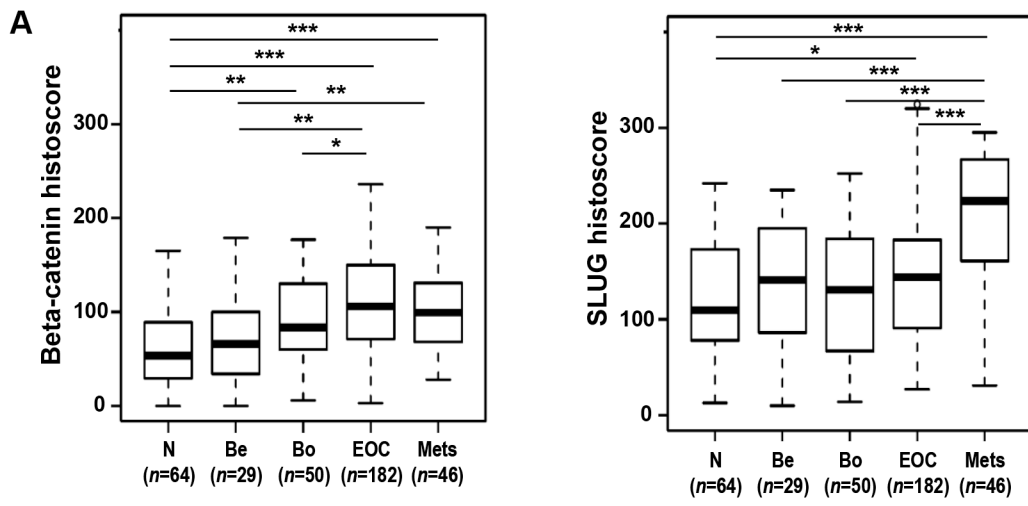 A
Beta-catenin histoscore
300
200
100
0
***
***
**
**
**
*
N Be Bo EOC Mets
(n=64) (n=29) (n=50) (n=182) (n=46)
SLUG histoscore
300
200
100
0
***
*
***
***
***
N Be Bo EOC Mets
(n=64) (n=29) (n=50) (n=182) (n=46)